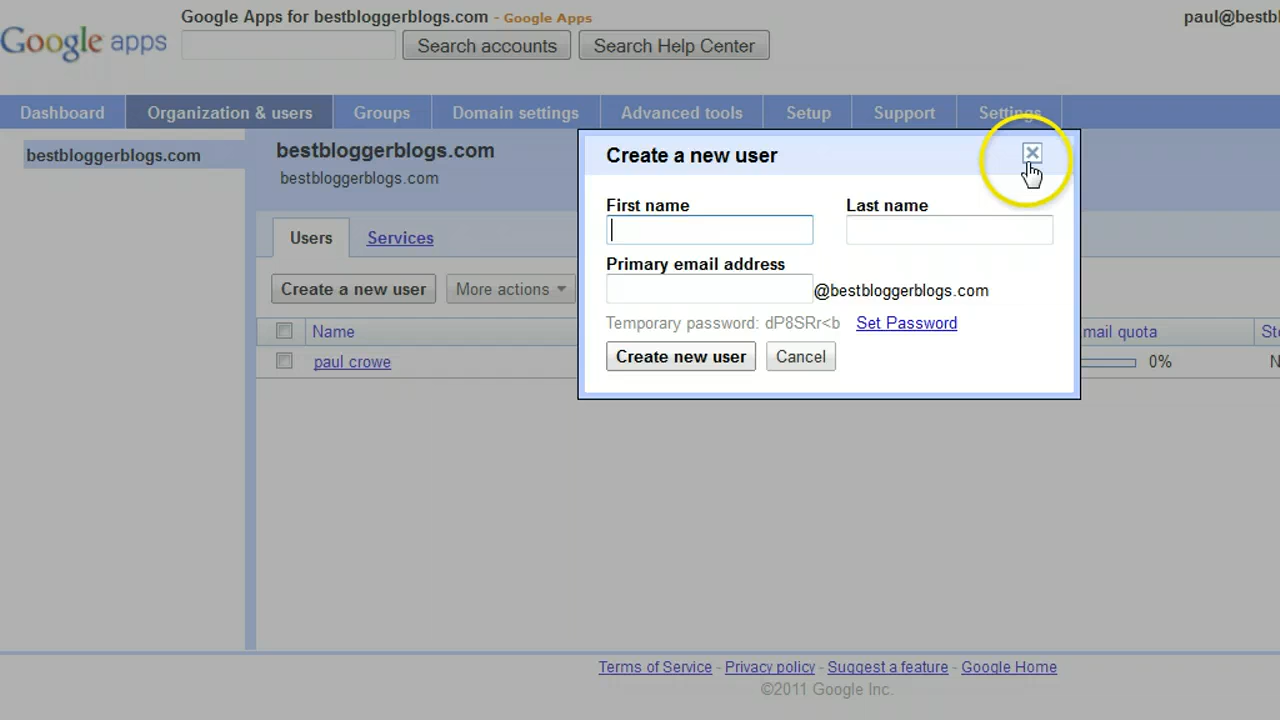 Google Apps for bestbloggerblogs.com - Google Apps
paul@bestbl
Google apps
Search accounts
Search Help Center
Dashboard
Organization & users
Groups
Domain settings
Advanced tools
Setup
Support
Settings
bestbloggerblogs.com
bestbloggerblogs.com
bestbloggerblogs.com
Users
Services
Create a new user
More actions
Name
mail quota
Sto
paul crowe
0%
N
Create a new user
First name
Last name
Primary email address
@bestbloggerblogs.com
Temporary password: dP8SRr<b
Set Password
Create new user
Cancel
Terms of Service - Privacy policy - Suggest a feature - Google Home
©2011 Google Inc.